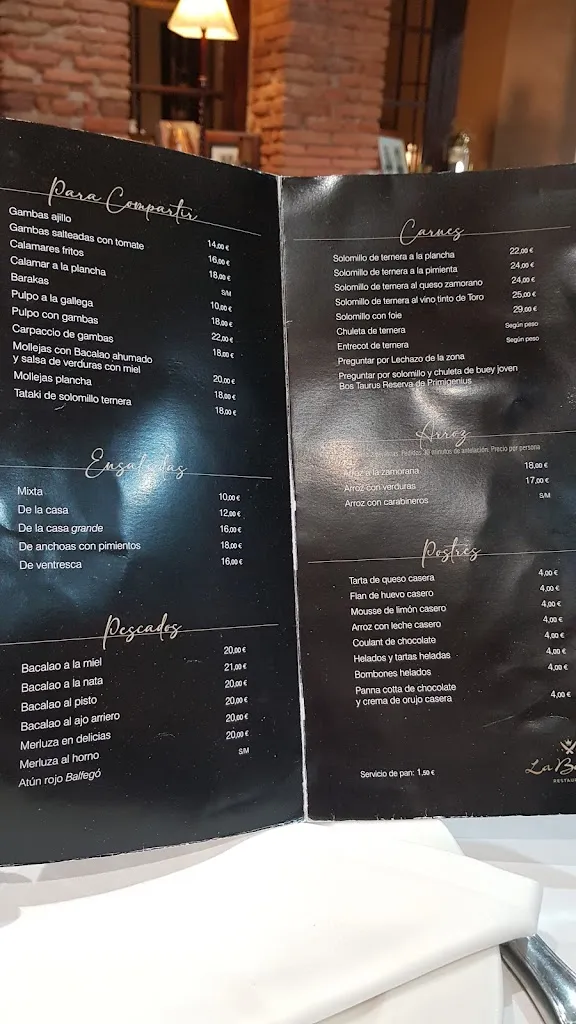 Para Compartir
Gambas ajillo 14,00 €
Gambas salteadas con tomate 16,00 €
Calamares fritos 18,00 €
Calamar a la plancha S/M
Barakas 10,00 €
Pulpo a la gallega 18,00 €
Pulpo con gambas 22,00 €
Carpaccio de gambas 18,00 €
Mollejas con Bacalao ahumado
y salsa de verduras con miel 20,00 €
Mollejas plancha 18,00 €
Tataki de solomillo ternera 18,00 €
Ensaladas
Mixta 10,00 €
De la casa 12,00 €
De la casa grande 16,00 €
De anchoas con pimientos 18,00 €
De ventresca 16,00 €
Pescados
Bacalao a la miel 20,00 €
Bacalao a la nata 21,00 €
Bacalao al pisto 20,00 €
Bacalao al ajo arriero 20,00 €
Merluza en delicias 20,00 €
Merluza al horno 20,00 €
Atún rojo Balfegó S/M
Carnes
Solomillo de ternera a la plancha 22,00 €
Solomillo de ternera a la pimienta 24,00 €
Solomillo de ternera al queso zamorano 24,00 €
Solomillo de ternera al vino tinto de Toro 25,00 €
Solomillo con foie 29,00 €
Chuleta de ternera Según peso
Entrecot de ternera Según peso
Preguntar por Lechazo de la zona
Preguntar por solomillo y chuleta de buey joven
Bos Taurus Reserva de Primigenius
Arroz
Pedidos 30 minutos de antelación. Precio por persona
Arroz a la zamorana 18,00 €
Arroz con verduras 17,00 €
Arroz con carabineros S/M
Postres
Tarta de queso casera 4,00 €
Flan de huevo casero 4,00 €
Mousse de limón casero 4,00 €
Arroz con leche casero 4,00 €
Coulant de chocolate 4,00 €
Helados y tartas heladas 4,00 €
Bombones helados 4,00 €
Panna cotta de chocolate
y crema de orujo casera 4,00 €
Servicio de pan: 1,50 €
La